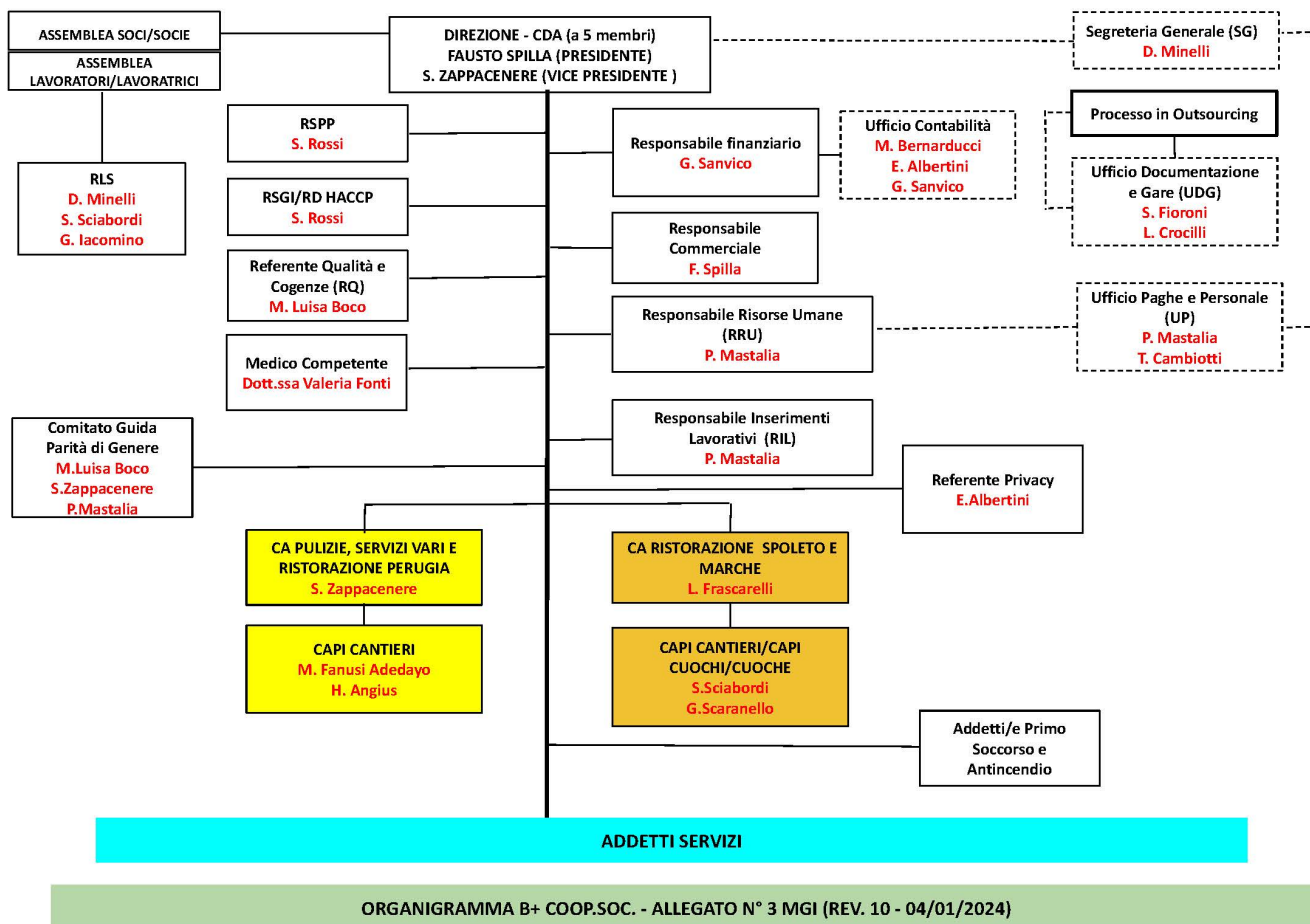 ASSEMBLEA SOCI/SOCIE
ASSEMBLEA
LAVORATORI/LAVORATRICI
DIREZIONE - CDA (a 5 membri)
FAUSTO SPILLA (PRESIDENTE)
S. ZAPPACENERE (VICE PRESIDENTE )
Segreteria Generale (SG)
D. Minelli
RSPP
S. Rossi
Responsabile finanziario
G. Sanvico
Ufficio Contabilità
M. Bernarducci
E. Albertini
G. Sanvico
Processo in Outsourcing
Ufficio Documentazione
e Gare (UDG)
S. Fioroni
L. Crocilli
RLS
D. Minelli
S. Sciabordi
G. Iacomino
RSGI/RD HACCP
S. Rossi
Responsabile
Commerciale
F. Spilla
Referente Qualità e
Cogenze (RQ)
M. Luisa Boco
Responsabile Risorse Umane
(RRU)
P. Mastalia
Ufficio Paghe e Personale
(UP)
P. Mastalia
T. Cambiotti
Medico Competente
Dott.ssa Valeria Fonti
Comitato Guida
Parità di Genere
M.Luisa Boco
S.Zappacenere
P.Mastalia
Responsabile Inserimenti
Lavorativi (RIL)
P. Mastalia
Referente Privacy
E.Albertini
CA PULIZIE, SERVIZI VARI E
RISTORAZIONE PERUGIA
S. Zappacenere
CA RISTORAZIONE SPOLETO E
MARCHE
L. Frascarelli
CAPI CANTIERI
M. Fanusi Adedayo
H. Angius
CAPI CANTIERI/CAPI
CUOCHI/CUOCHE
S.Sciabordi
G.Scaranello
Addetti/e Primo
Soccorso e
Antincendio
ADDETTI SERVIZI
ORGANIGRAMMA B+ COOP.SOC. - ALLEGATO N° 3 MGI (REV. 10 - 04/01/2024)